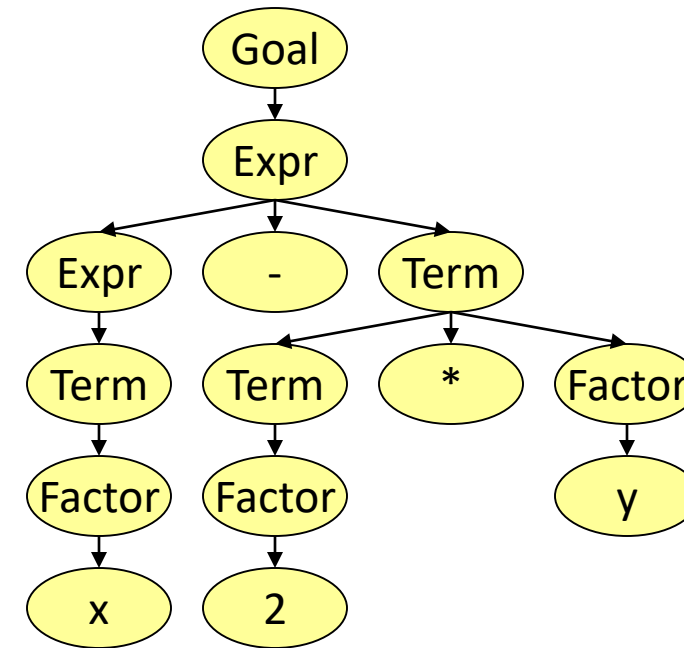 Goal
Expr
Expr - Term
Term Term * Factor
Factor Factor y
x 2